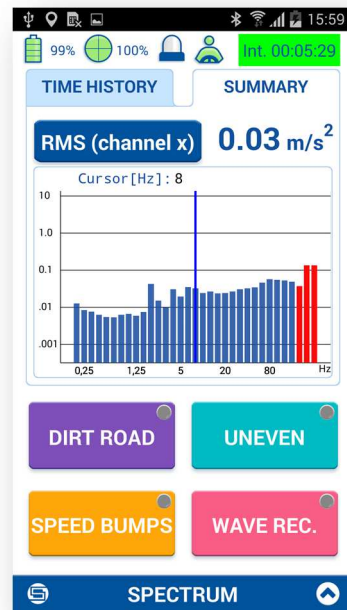 15:59
99% 100% Int. 00:05:29
TIME HISTORY SUMMARY
RMS (channel x) 0.03 m/s²
Cursor[Hz]: 8
10
1.0
0.1
.01
.001
0,25 1,25 5 20 80 Hz
DIRT ROAD UNEVEN
SPEED BUMPS WAVE REC.
SPECTRUM